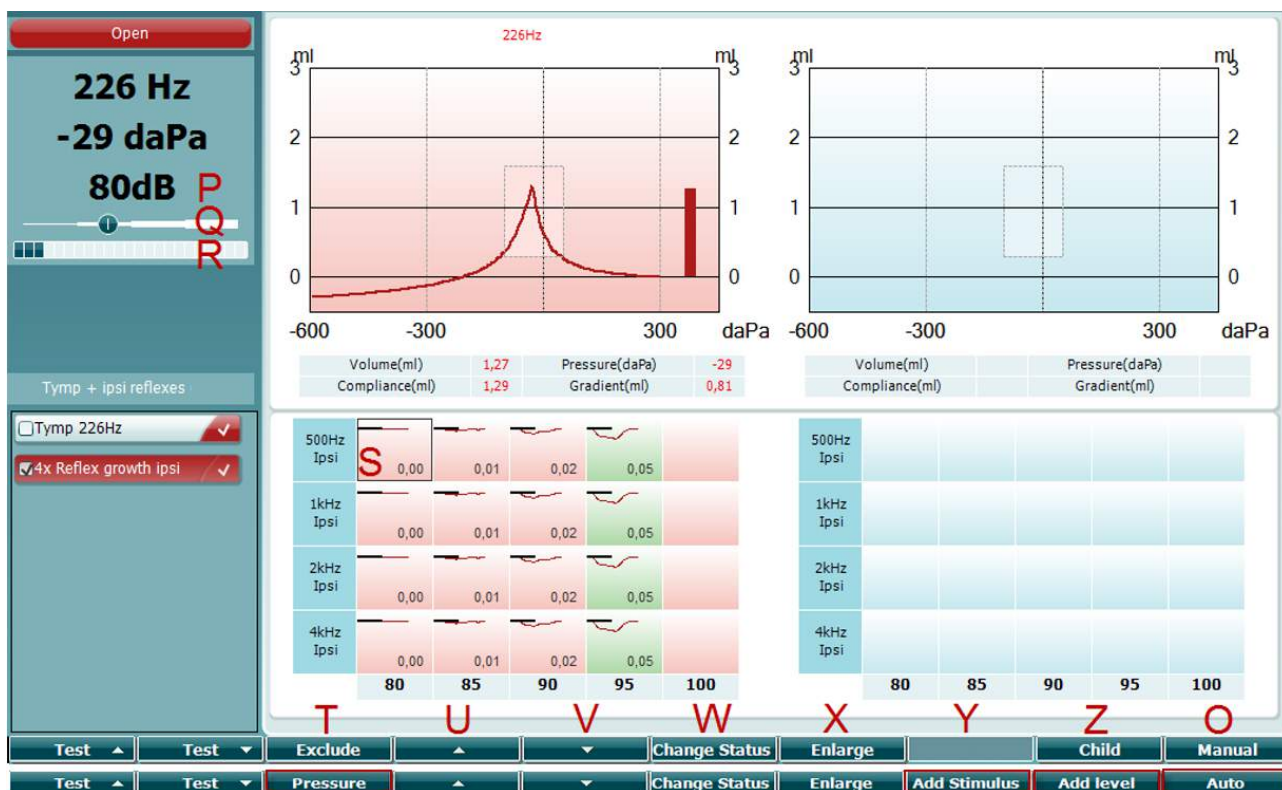 Open
226 Hz
-29 daPa
80dB P
Q
R
Tymp + ipsi reflexes
Tymp 226Hz
4x Reflex growth ipsi
226Hz
ml ml
3 3
2 2
1 1
0 0
-600 -300 300 daPa
Volume(ml) 1,27 Pressure(daPa) -29
Compliance(ml) 1,29 Gradient(ml) 0,81
ml ml
3 3
2 2
1 1
0 0
-600 -300 300 daPa
Volume(ml) Pressure(daPa)
Compliance(ml) Gradient(ml)
500Hz
Ipsi
S 0,00 0,01 0,02 0,05
1kHz
Ipsi
0,00 0,01 0,02 0,05
2kHz
Ipsi
0,00 0,01 0,02 0,05
4kHz
Ipsi
0,00 0,01 0,02 0,05
80 85 90 95 100
500Hz
Ipsi
1kHz
Ipsi
2kHz
Ipsi
4kHz
Ipsi
80 85 90 95 100
T U V W X Y Z O
Test Test Exclude Change Status Enlarge Child Manual
Test Test Pressure Change Status Enlarge Add Stimulus Add level Auto